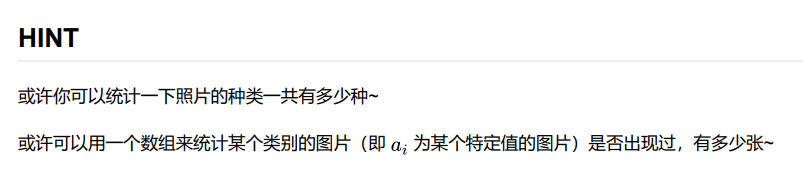 HINT
或许你可以统计一下照片的种类一共有多少种~
或许可以用一个数组来统计某个类别的图片（即 aᵢ 为某个特定值的图片）是否出现过，有多少张~